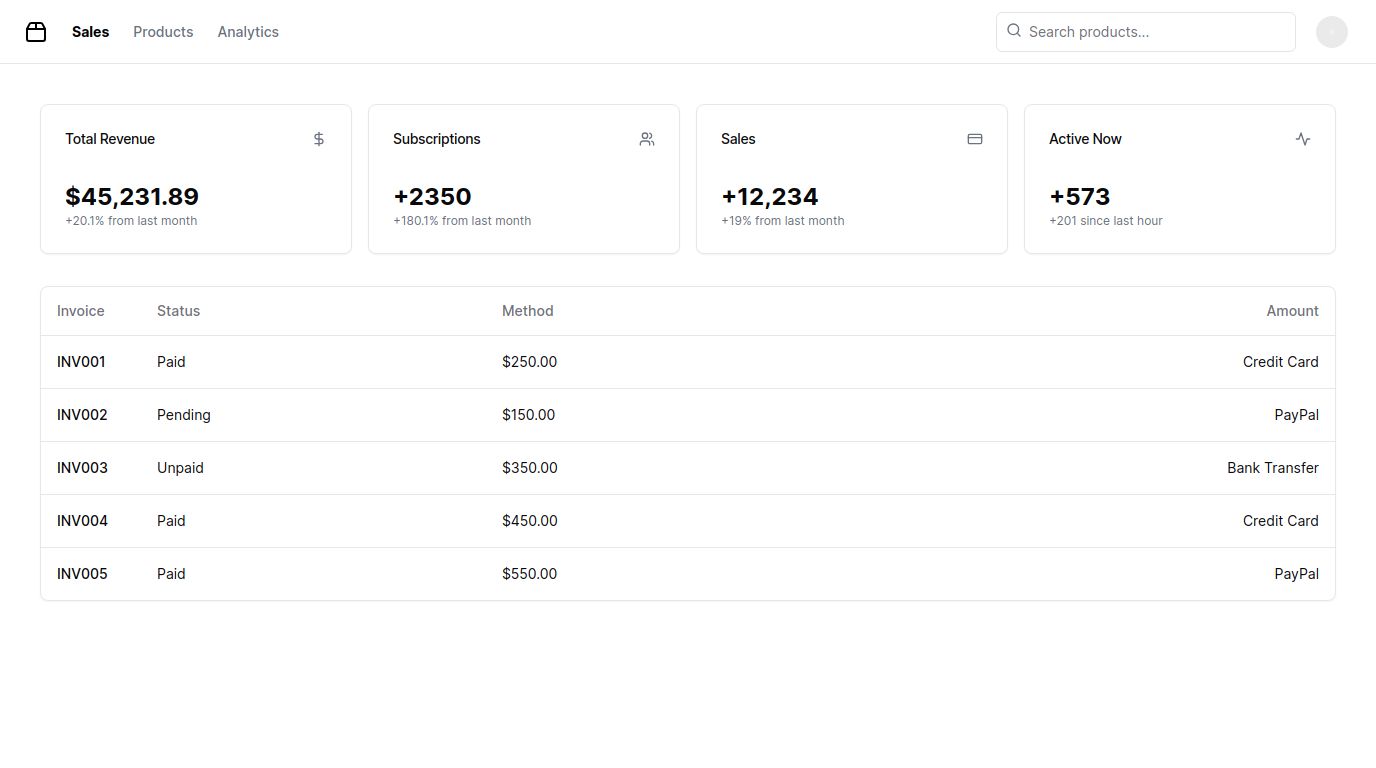 Sales Products Analytics Search products...
Total Revenue Subscriptions Sales Active Now
$45,231.89 +2350 +12,234 +573
+20.1% from last month +180.1% from last month +19% from last month +201 since last hour
Invoice Status Method Amount
INV001 Paid $250.00 Credit Card
INV002 Pending $150.00 PayPal
INV003 Unpaid $350.00 Bank Transfer
INV004 Paid $450.00 Credit Card
INV005 Paid $550.00 PayPal